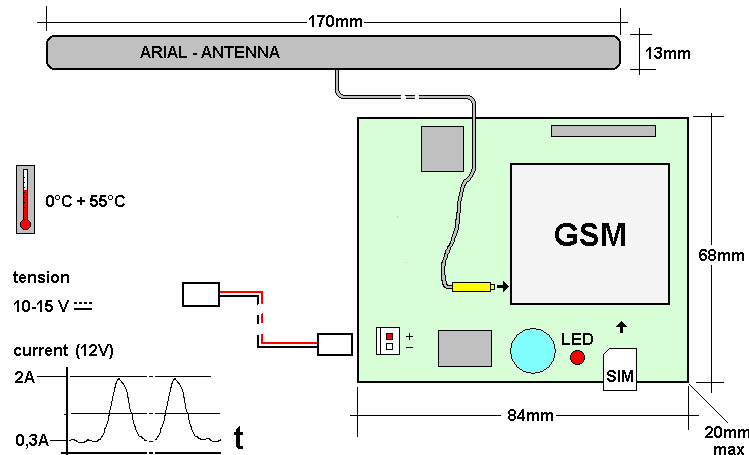 170mm
ARIAL - ANTENNA
13mm
0°C + 55°C
GSM
68mm
tension
10-15 V
+
−
LED
SIM
current (12V)
2A
0,3A
t
84mm
20mm
max